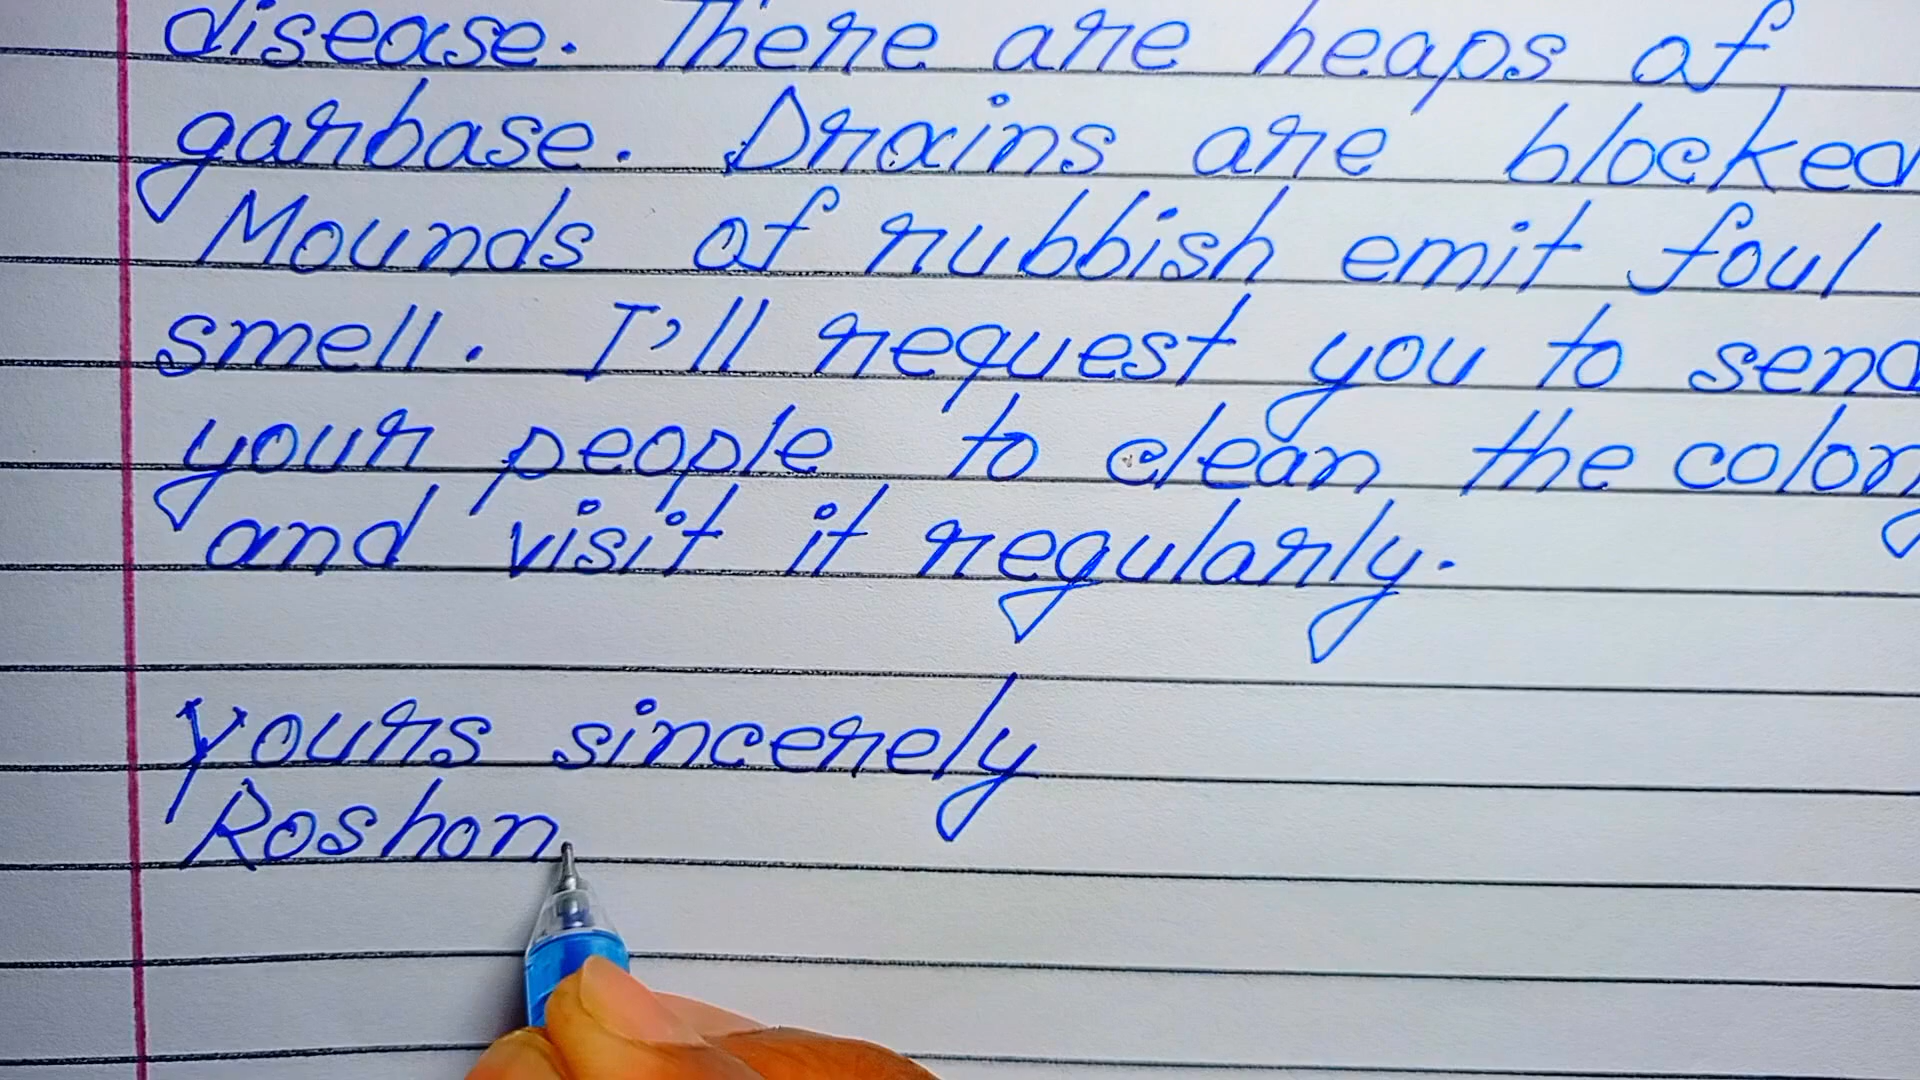 disease. There are heaps of
garbase. Drains are blocked
Mounds of rubbish emit foul
smell. I'll request you to send
your people to clean the colony
and visit it regularly.
Yours sincerely
Roshon